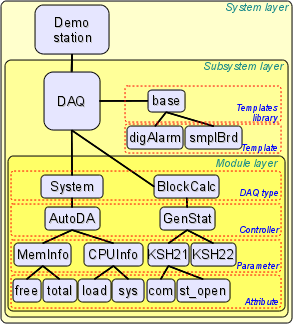 System layer
Demo
station
Subsystem layer
DAQ
base
Templates
library
digAlarm smplBrd
Template
Module layer
System BlockCalc
DAQ type
AutoDA GenStat
Controller
MemInfo CPUInfo KSH21 KSH22
Parameter
free total load sys com st_open
Attribute